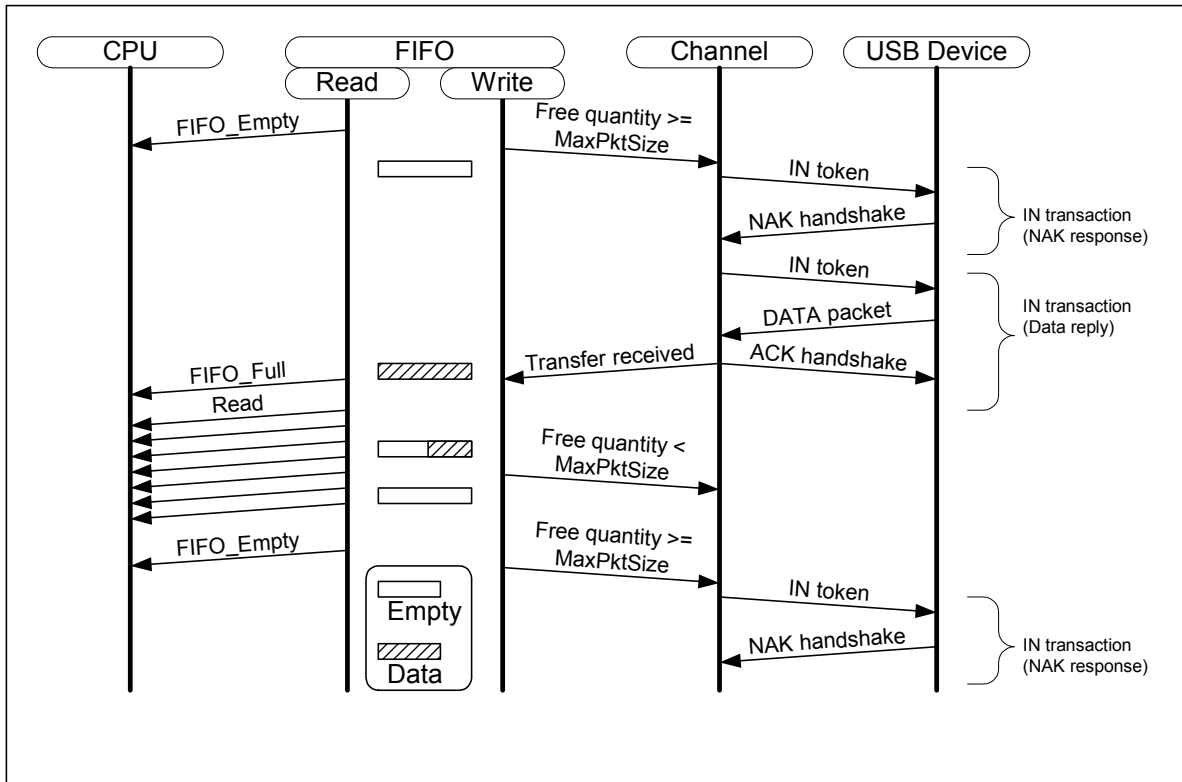 CPU
FIFO
Channel
USB Device
Read
Write
FIFO_Empty
Free quantity >=
MaxPktSize
IN token
NAK handshake
IN transaction
(NAK response)
IN token
DATA packet
IN transaction
(Data reply)
Transfer received
ACK handshake
FIFO_Full
Read
Free quantity <
MaxPktSize
FIFO_Empty
Free quantity >=
MaxPktSize
IN token
NAK handshake
IN transaction
(NAK response)
Empty
Data